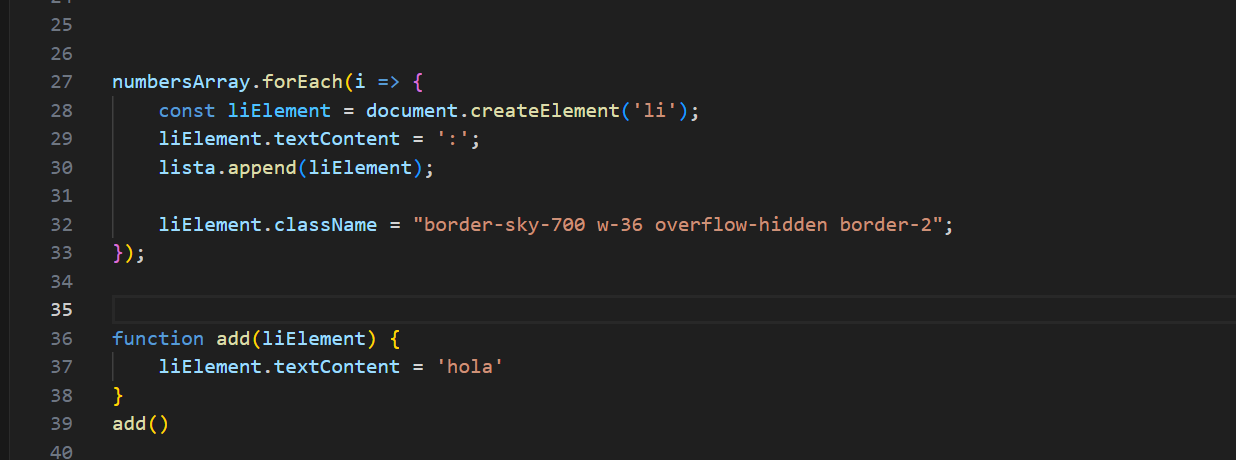 24
25
26
27 numbersArray.forEach(i => {
28     const liElement = document.createElement('li');
29     liElement.textContent = ':';
30     lista.append(liElement);
31
32     liElement.className = "border-sky-700 w-36 overflow-hidden border-2";
33 });
34
35
36 function add(liElement) {
37     liElement.textContent = 'hola'
38 }
39 add()
40